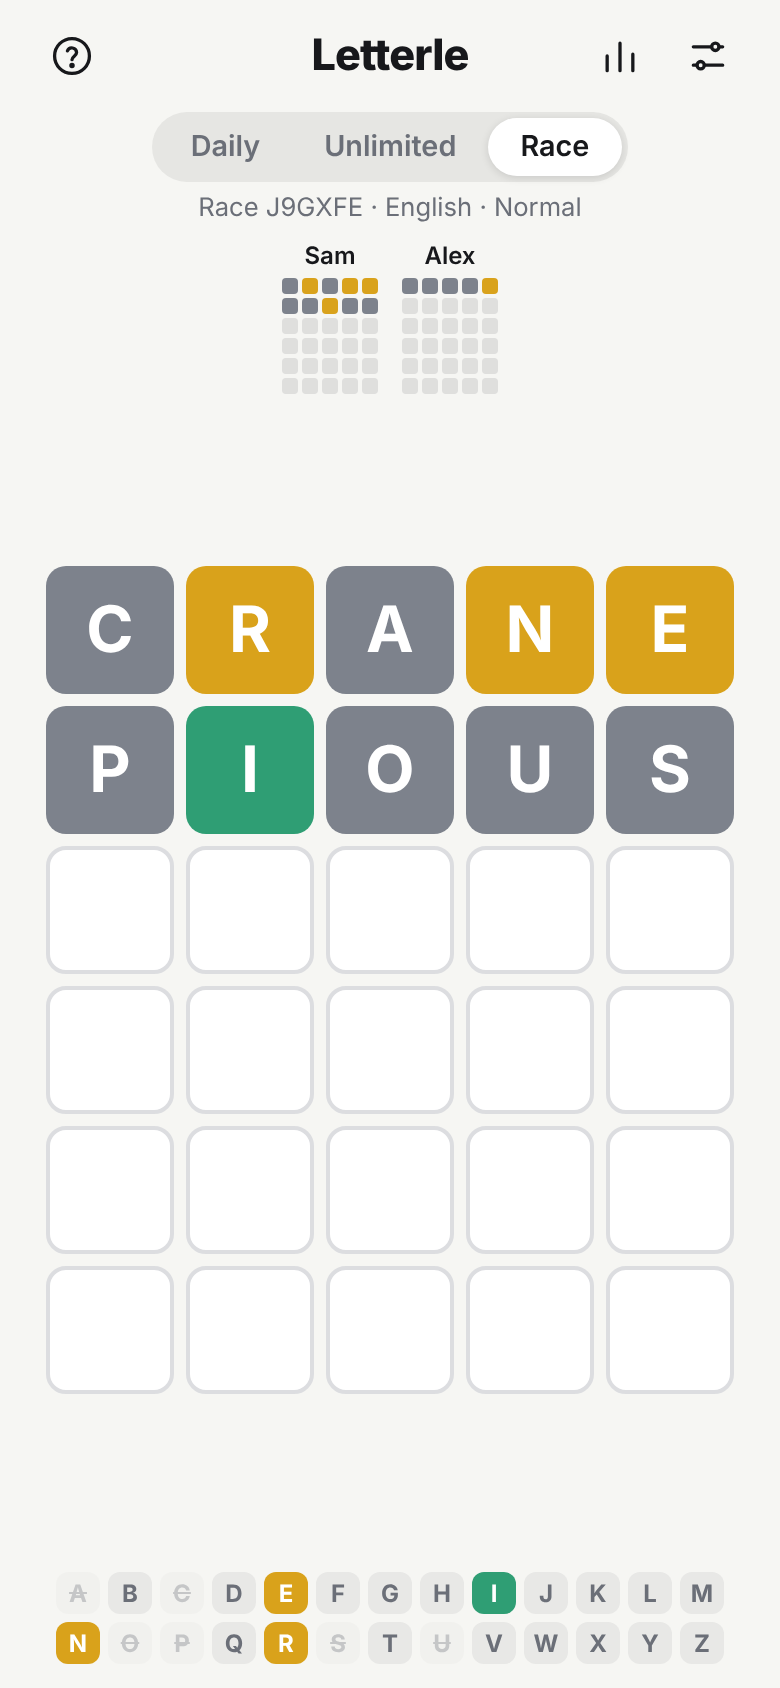 Letterle
Daily Unlimited Race
Race J9GXFE · English · Normal
Sam Alex
C R A N E
P I O U S
A B C D E F G H I J K L M
N O P Q R S T U V W X Y Z